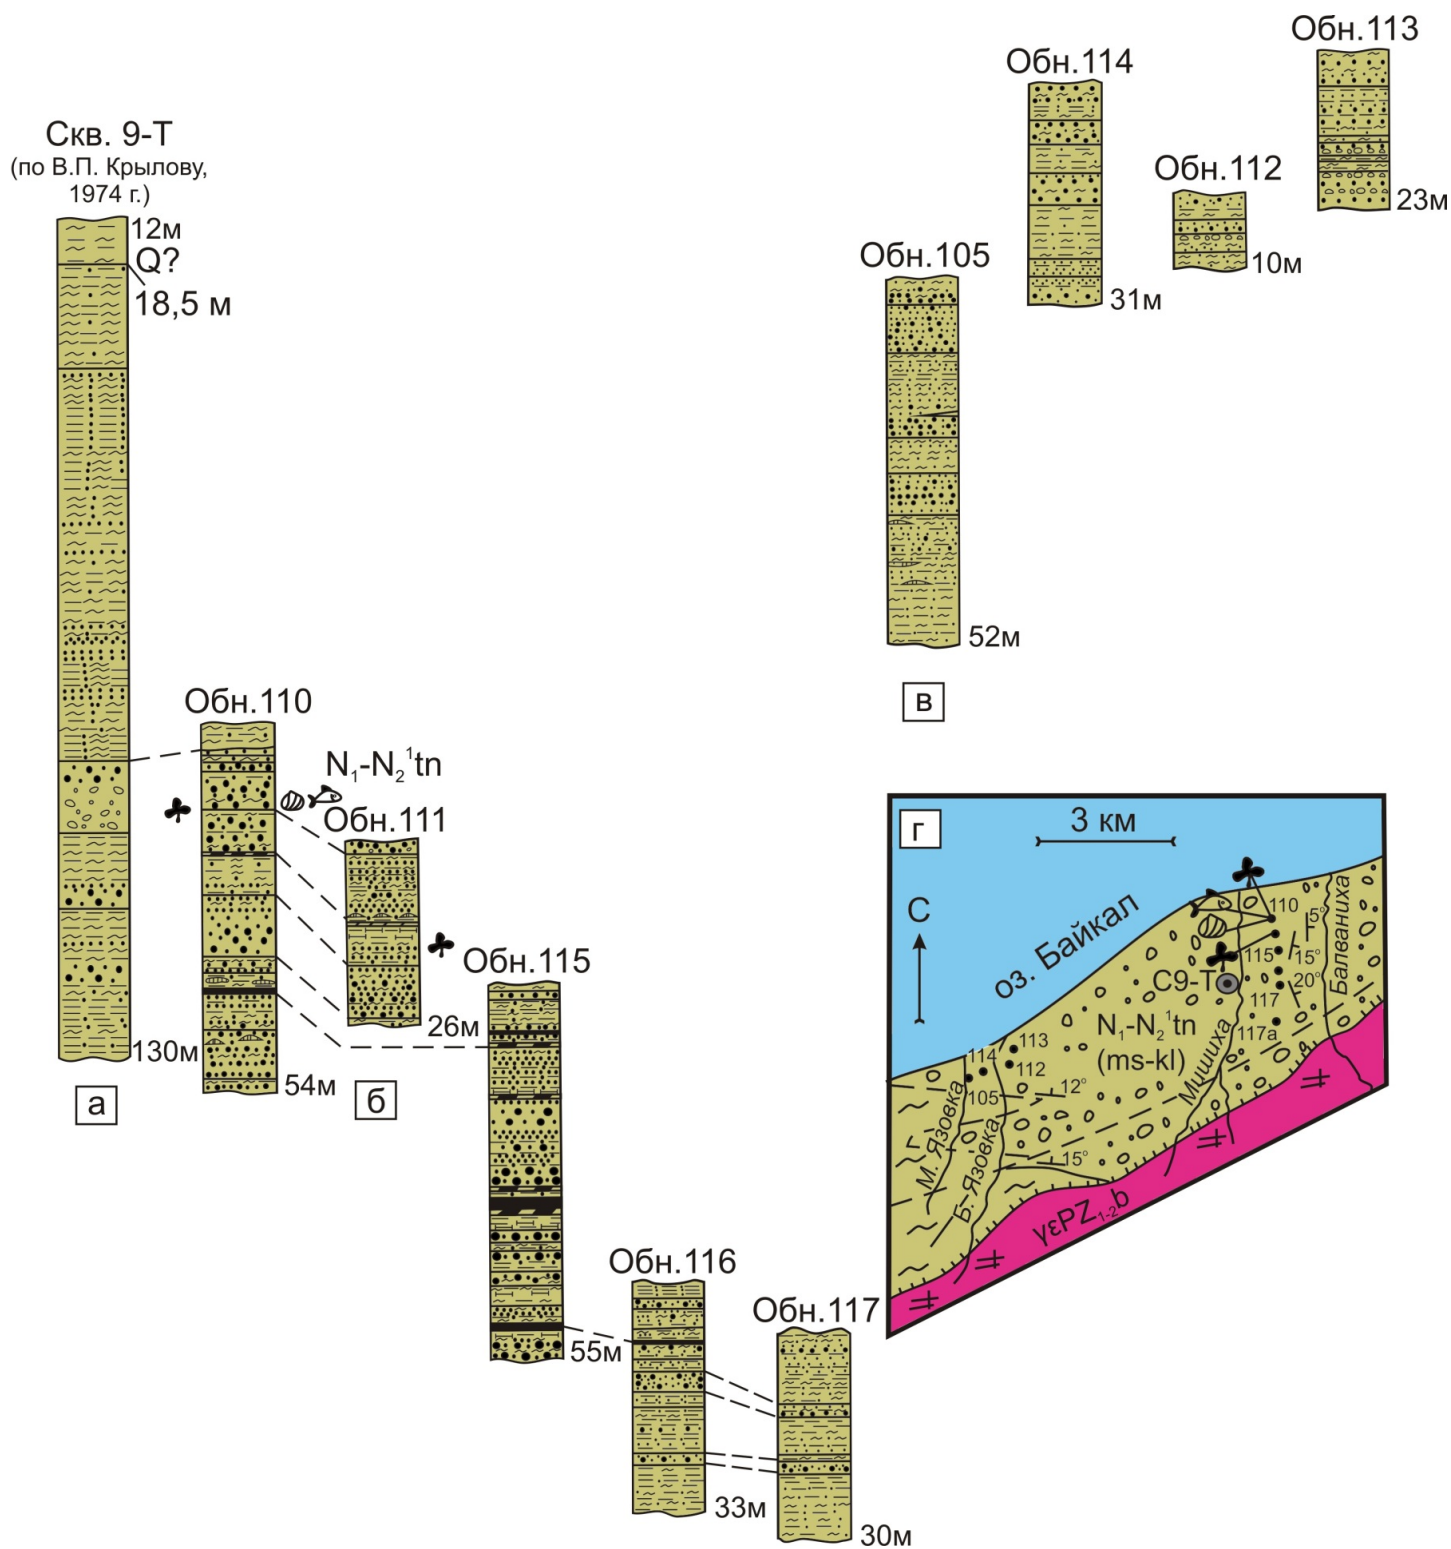 Обн.113
Обн.114
Скв. 9-Т
(по В.П. Крылову,
1974 г.)
Обн.112
23м
12м
Q?
Обн.105
10м
18,5 м
31м
52м
в
Обн.110
N₁-N₂¹tn
Обн.111
Обн.115
26м
130м
54м
а
б
Обн.116
Обн.117
55м
33м
30м
г
3 км
С
оз. Байкал
110
5°
115
15°
С9-Т
20°
117
117а
N₁-N₂¹tn
(ms-kl)
Мишиха
Балваниха
113
114
112
105
12°
М. Язовка
Б. Язовка
15°
γεPZ₁₋₂b